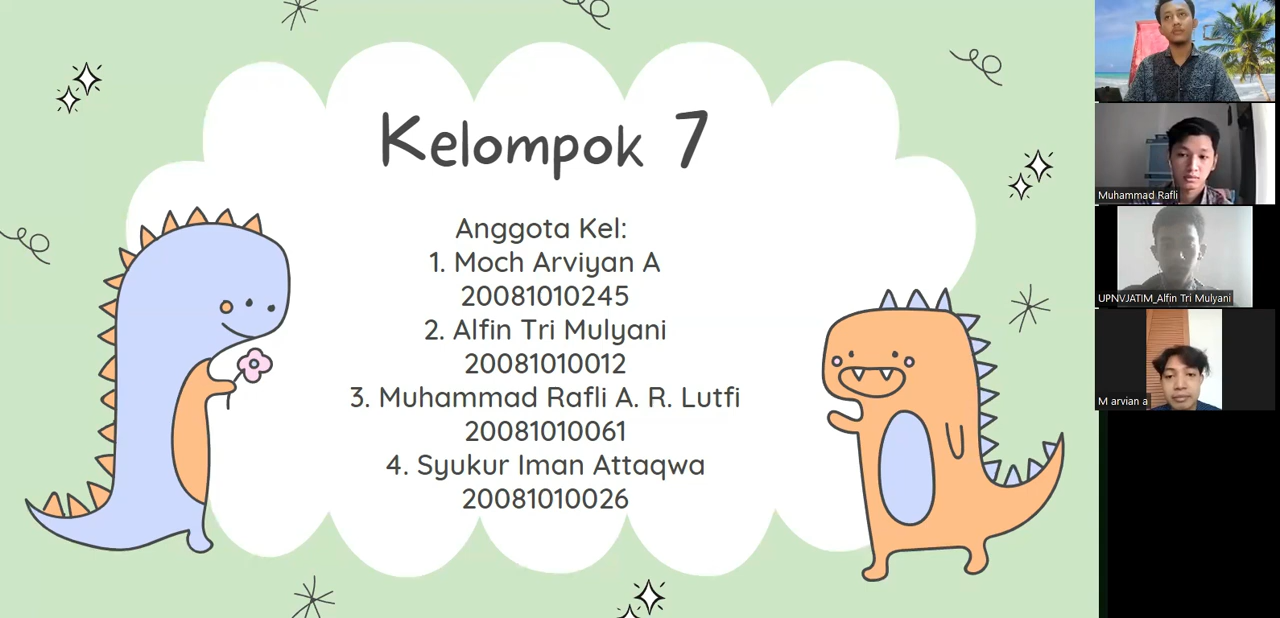 Kelompok 7
Anggota Kel:
1. Moch Arviyan A
20081010245
2. Alfin Tri Mulyani
20081010012
3. Muhammad Rafli A. R. Lutfi
20081010061
4. Syukur Iman Attaqwa
20081010026
Muhammad Rafli
UPNVJATIM_Alfin Tri Mulyani
M arvian a